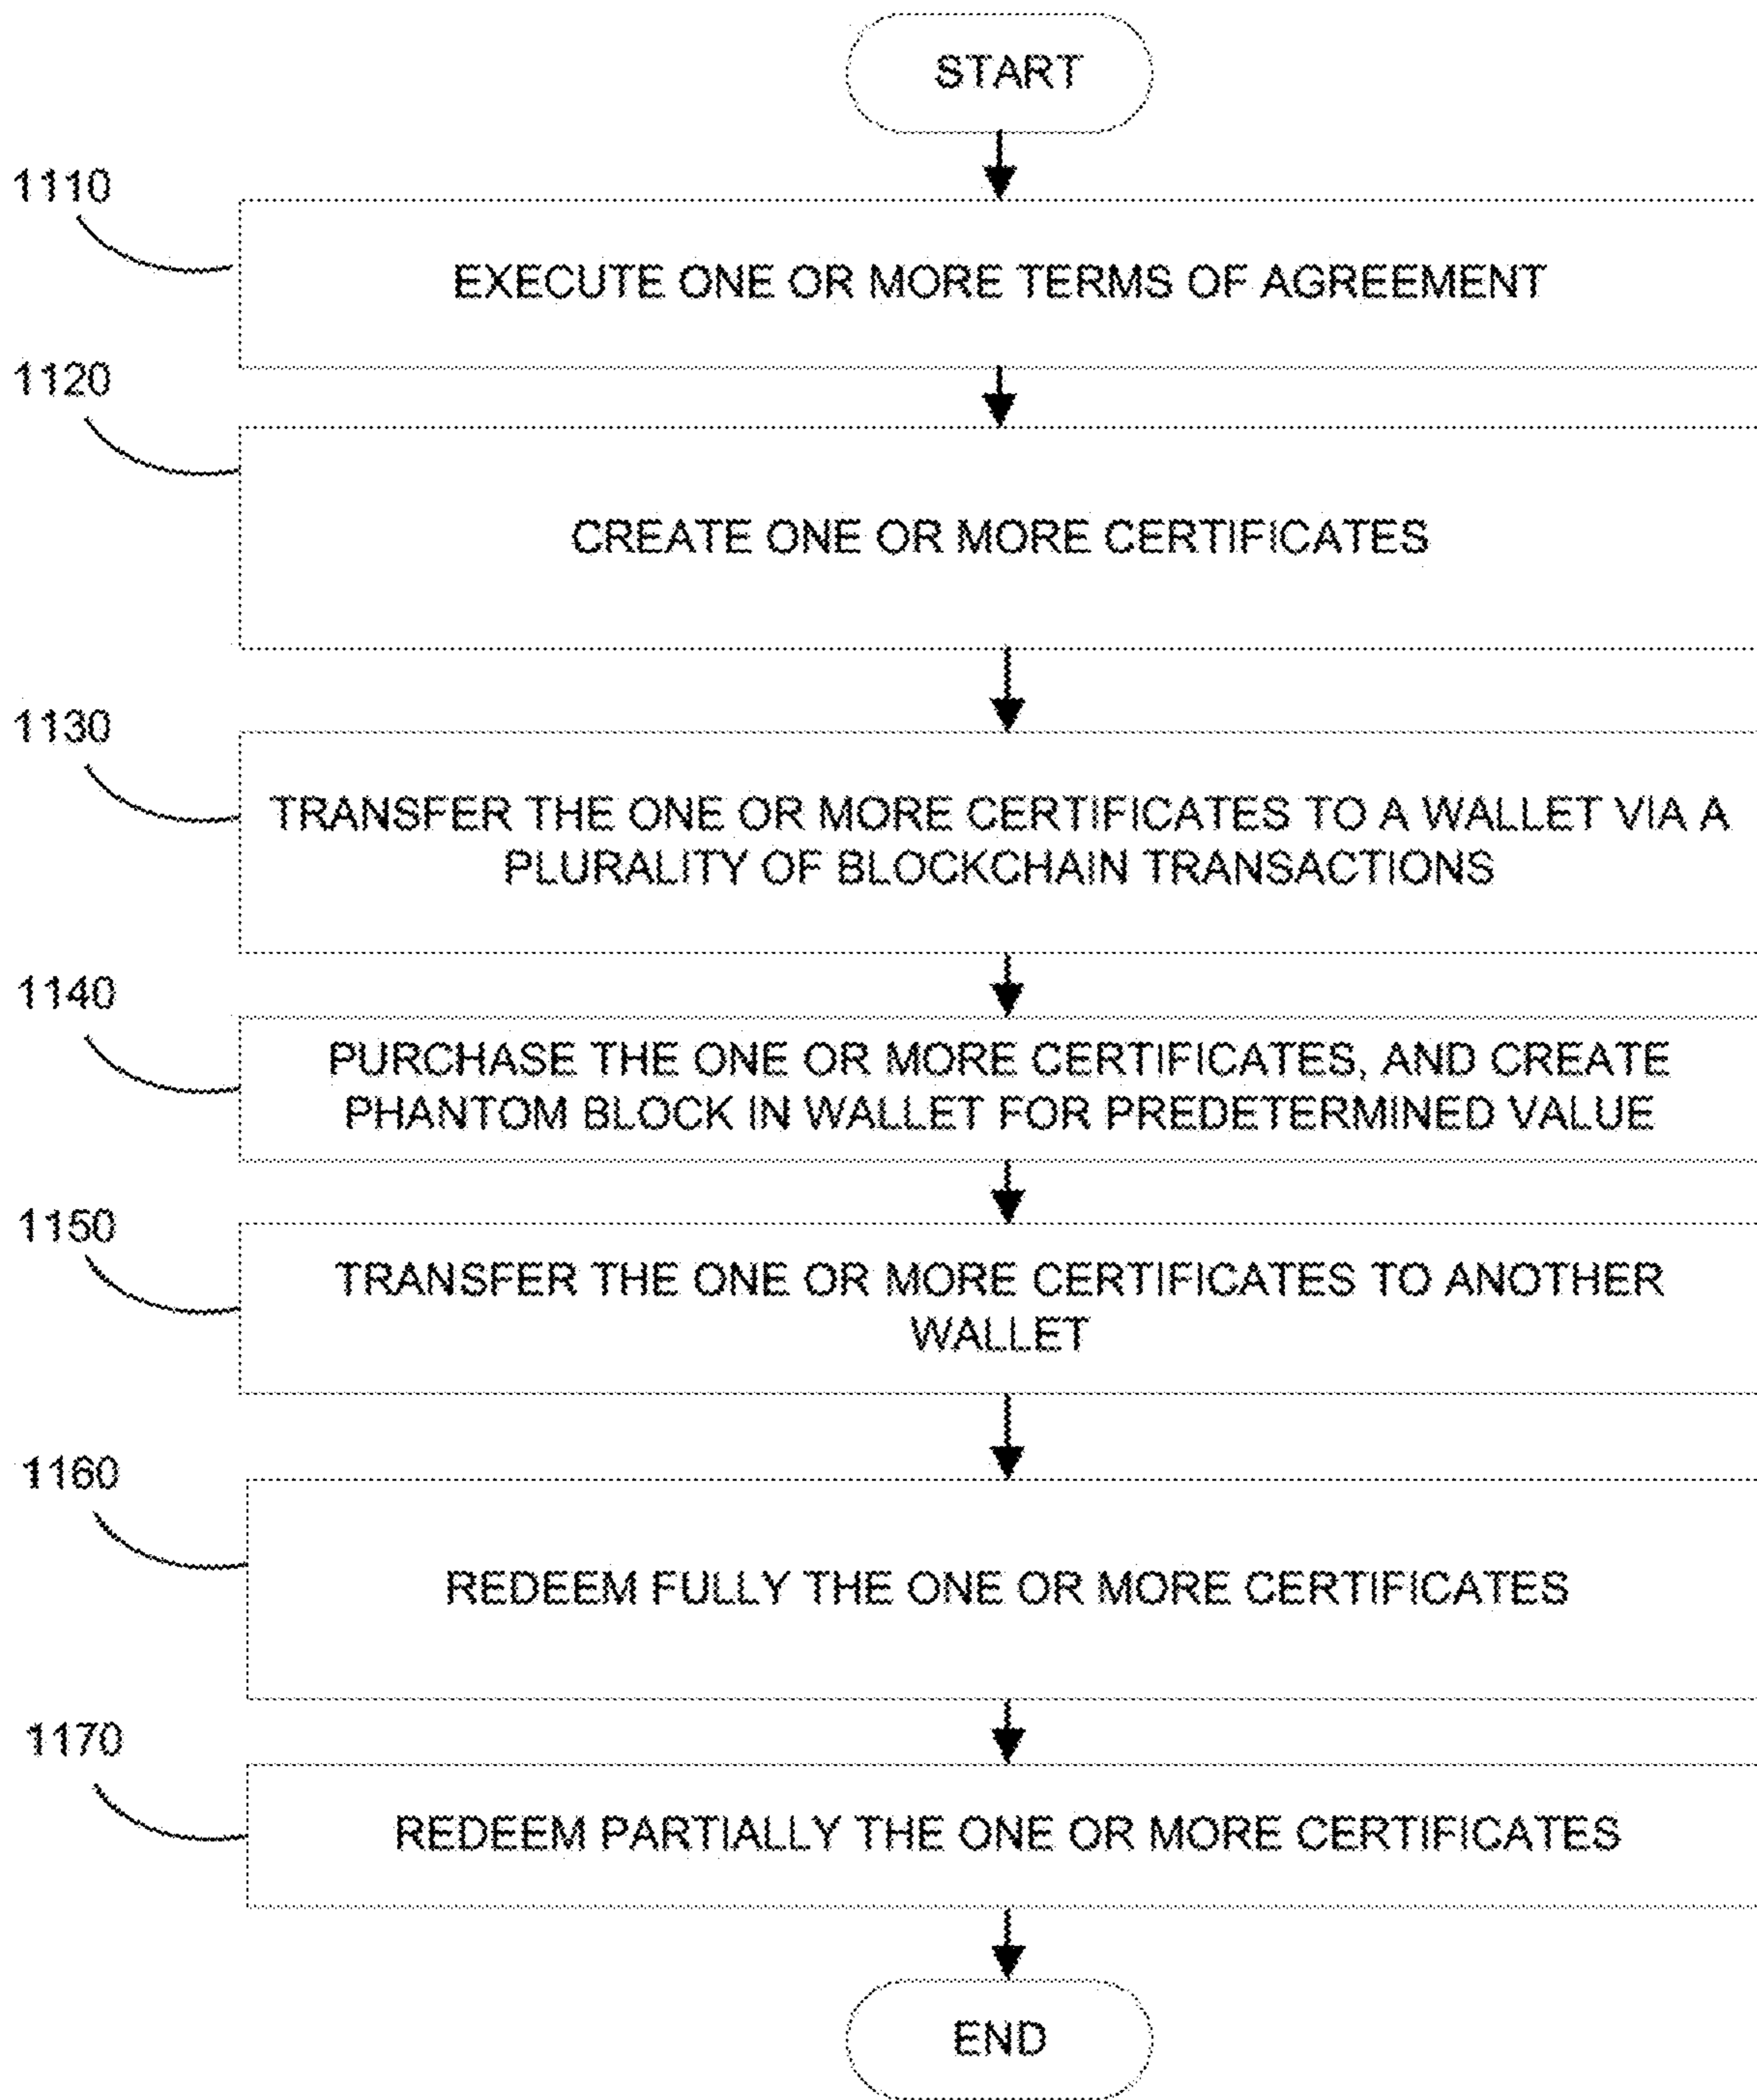 START
1110
EXECUTE ONE OR MORE TERMS OF AGREEMENT
1120
CREATE ONE OR MORE CERTIFICATES
1130
TRANSFER THE ONE OR MORE CERTIFICATES TO A WALLET VIA A
PLURALITY OF BLOCKCHAIN TRANSACTIONS
1140
PURCHASE THE ONE OR MORE CERTIFICATES, AND CREATE
PHANTOM BLOCK IN WALLET FOR PREDETERMINED VALUE
1150
TRANSFER THE ONE OR MORE CERTIFICATES TO ANOTHER
WALLET
1160
REDEEM FULLY THE ONE OR MORE CERTIFICATES
1170
REDEEM PARTIALLY THE ONE OR MORE CERTIFICATES
END